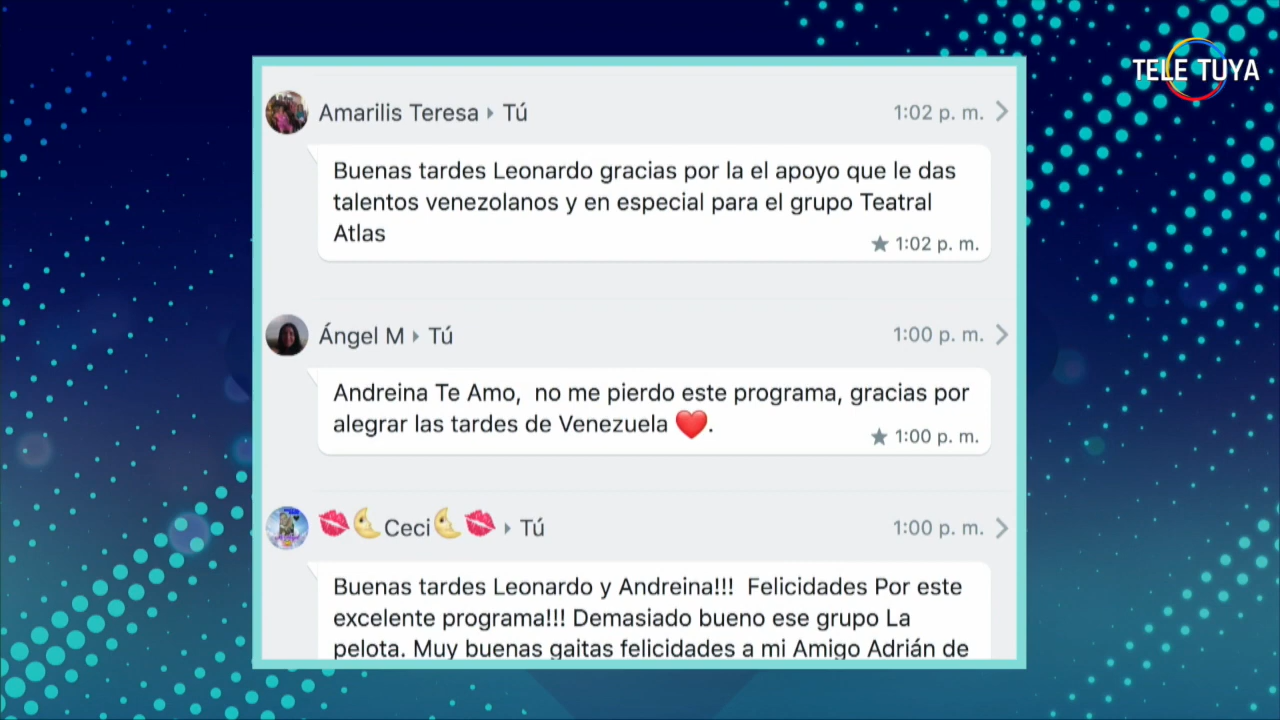 TELE TUYA
Amarilis Teresa ▸ Tú 1:02 p. m.
Buenas tardes Leonardo gracias por la el apoyo que le das
talentos venezolanos y en especial para el grupo Teatral
Atlas
★ 1:02 p. m.
Ángel M ▸ Tú 1:00 p. m.
Andreina Te Amo,  no me pierdo este programa, gracias por
alegrar las tardes de Venezuela ❤️.
★ 1:00 p. m.
💋🌜Ceci🌜💋 ▸ Tú 1:00 p. m.
Buenas tardes Leonardo y Andreina!!!  Felicidades Por este
excelente programa!!! Demasiado bueno ese grupo La
pelota. Muy buenas gaitas felicidades a mi Amigo Adrián de